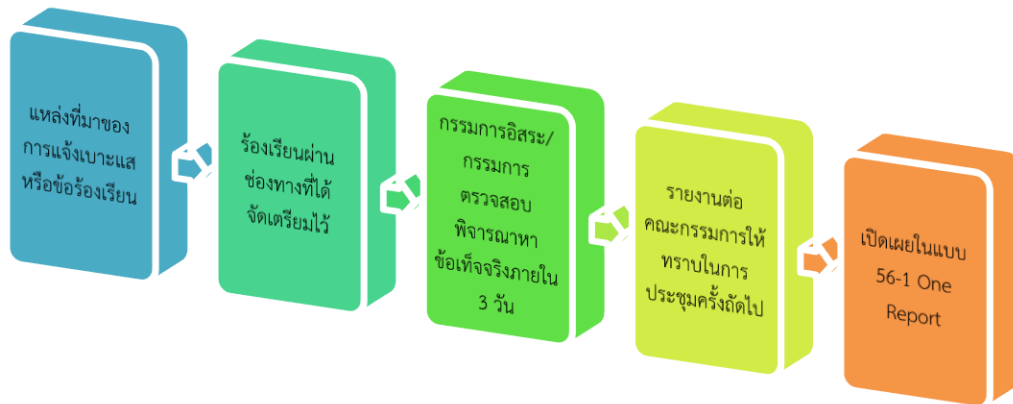 แหล่งที่มาของ
การแจ้งเบาะแส
หรือข้อร้องเรียน
ร้องเรียนผ่าน
ช่องทางที่ได้
จัดเตรียมไว้
กรรมการอิสระ/
กรรมการ
ตรวจสอบ
พิจารณาหา
ข้อเท็จจริงภายใน
3 วัน
รายงานต่อ
คณะกรรมการให้
ทราบในการ
ประชุมครั้งถัดไป
เปิดเผยในแบบ
56-1 One
Report